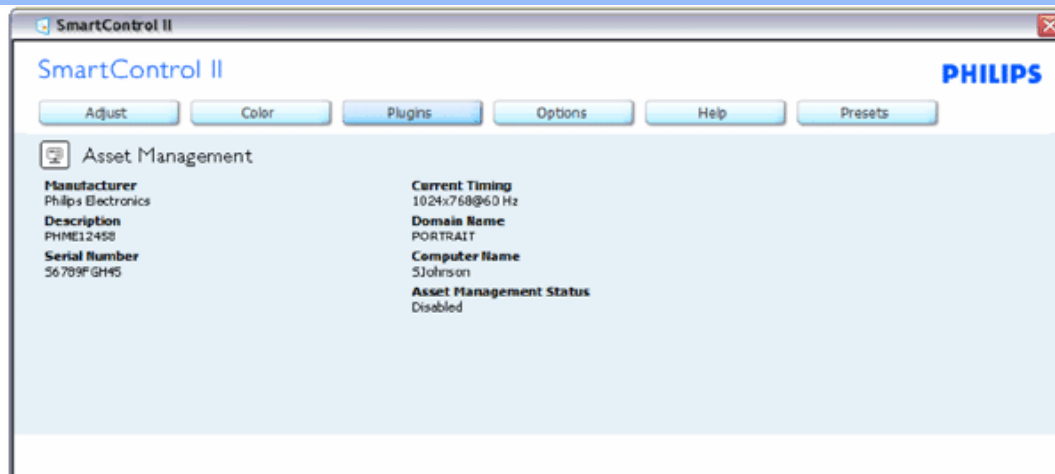 SmartControl II
SmartControl II
PHILIPS
Adjust
Color
Plugins
Options
Help
Presets
Asset Management
Manufacturer
Philips Electronics
Description
PHME12458
Serial Number
56789FGH45
Current Timing
1024x768@60 Hz
Domain Name
PORTRAIT
Computer Name
SJohnson
Asset Management Status
Disabled